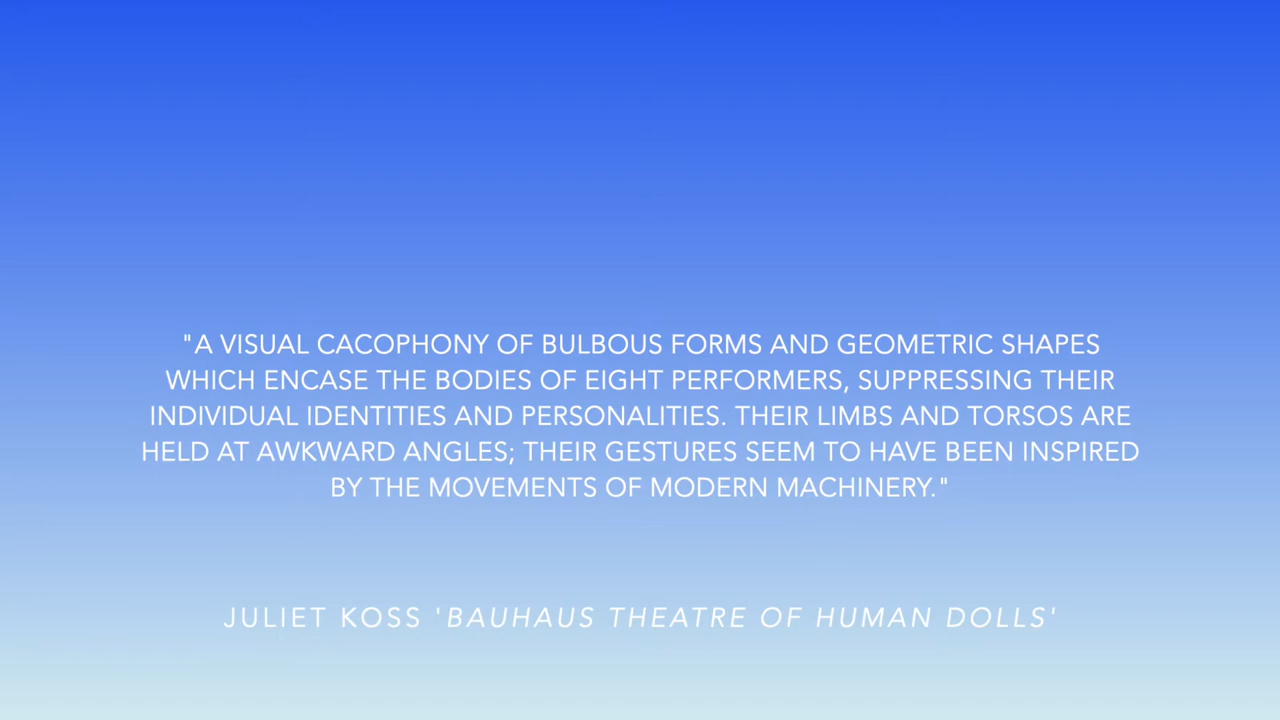 "A VISUAL CACOPHONY OF BULBOUS FORMS AND GEOMETRIC SHAPES
WHICH ENCASE THE BODIES OF EIGHT PERFORMERS, SUPPRESSING THEIR
INDIVIDUAL IDENTITIES AND PERSONALITIES. THEIR LIMBS AND TORSOS ARE
HELD AT AWKWARD ANGLES; THEIR GESTURES SEEM TO HAVE BEEN INSPIRED
BY THE MOVEMENTS OF MODERN MACHINERY."
JULIET KOSS 'BAUHAUS THEATRE OF HUMAN DOLLS'